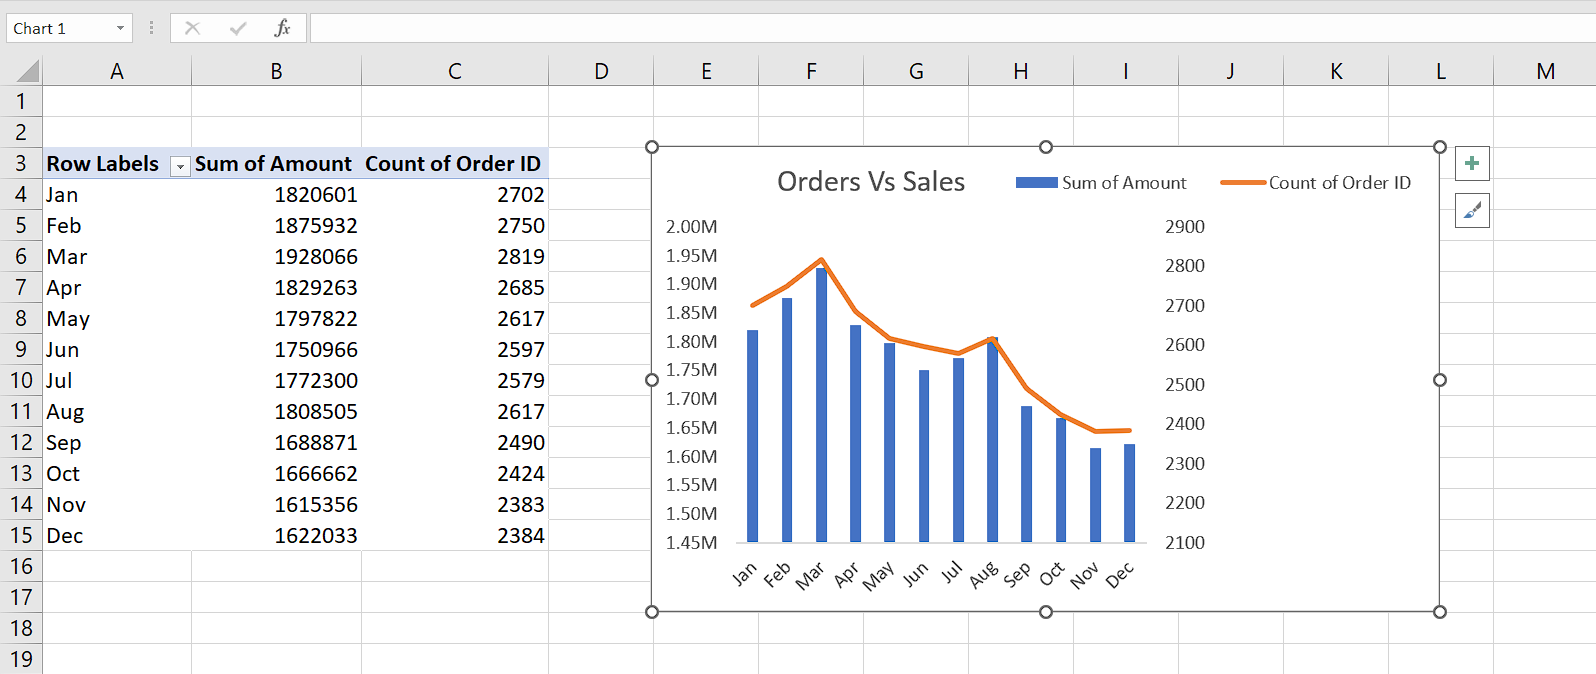 Chart 1
fx
A B C D E F G H I J K L M
1
2
3 Row Labels Sum of Amount Count of Order ID
4 Jan 1820601 2702
5 Feb 1875932 2750
6 Mar 1928066 2819
7 Apr 1829263 2685
8 May 1797822 2617
9 Jun 1750966 2597
10 Jul 1772300 2579
11 Aug 1808505 2617
12 Sep 1688871 2490
13 Oct 1666662 2424
14 Nov 1615356 2383
15 Dec 1622033 2384
16
17
18
19
Orders Vs Sales Sum of Amount Count of Order ID
2.00M
1.95M
1.90M
1.85M
1.80M
1.75M
1.70M
1.65M
1.60M
1.55M
1.50M
1.45M
2900
2800
2700
2600
2500
2400
2300
2200
2100
Jan Feb Mar Apr May Jun Jul Aug Sep Oct Nov Dec